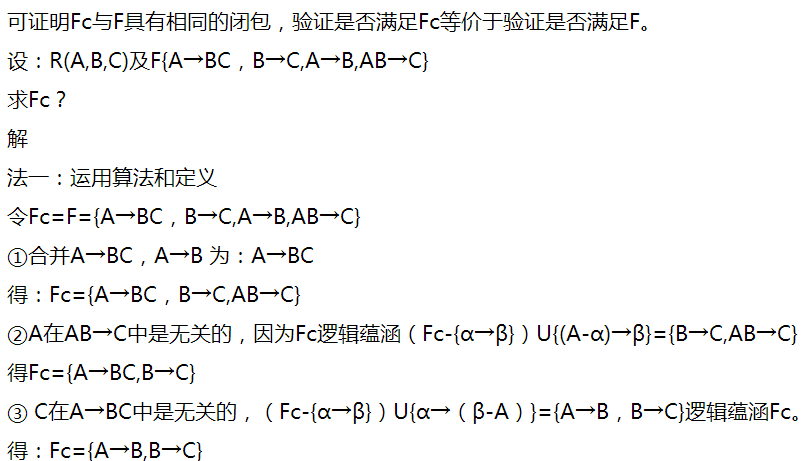 可证明Fc与F具有相同的闭包，验证是否满足Fc等价于验证是否满足F。
设：R(A,B,C)及F{A→BC，B→C,A→B,AB→C}
求Fc？
解
法一：运用算法和定义
令Fc=F={A→BC，B→C,A→B,AB→C}
①合并A→BC，A→B 为：A→BC
得：Fc={A→BC，B→C,AB→C}
②A在AB→C中是无关的，因为Fc逻辑蕴涵（Fc-{α→β}）U{(A-α)→β}={B→C,AB→C}
得Fc={A→BC,B→C}
③ C在A→BC中是无关的，（Fc-{α→β}）U{α→（β-A）}={A→B，B→C}逻辑蕴涵Fc。
得：Fc={A→B,B→C}